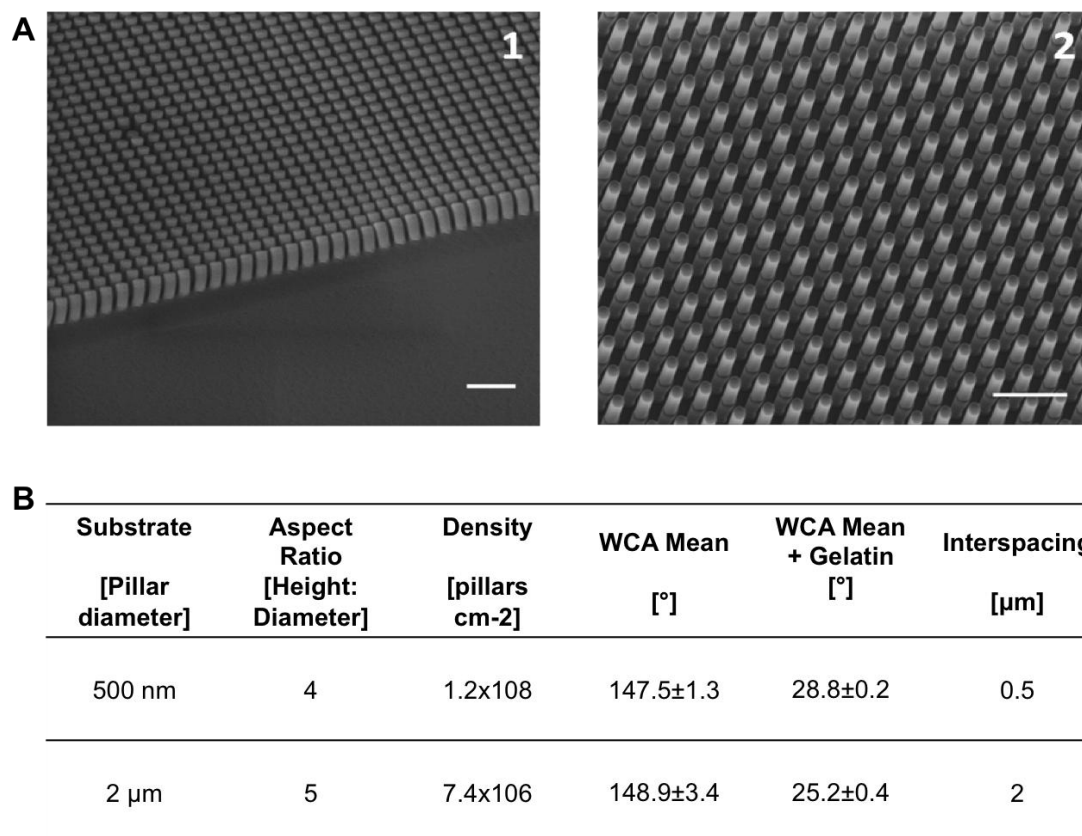 A
1
2
B
Substrate
[Pillar
diameter]
Aspect
Ratio
[Height:
Diameter]
Density
[pillars
cm-2]
WCA Mean
[°]
WCA Mean
+ Gelatin
[°]
Interspacing
[µm]
500 nm 4 1.2x108 147.5±1.3 28.8±0.2 0.5
2 µm 5 7.4x106 148.9±3.4 25.2±0.4 2